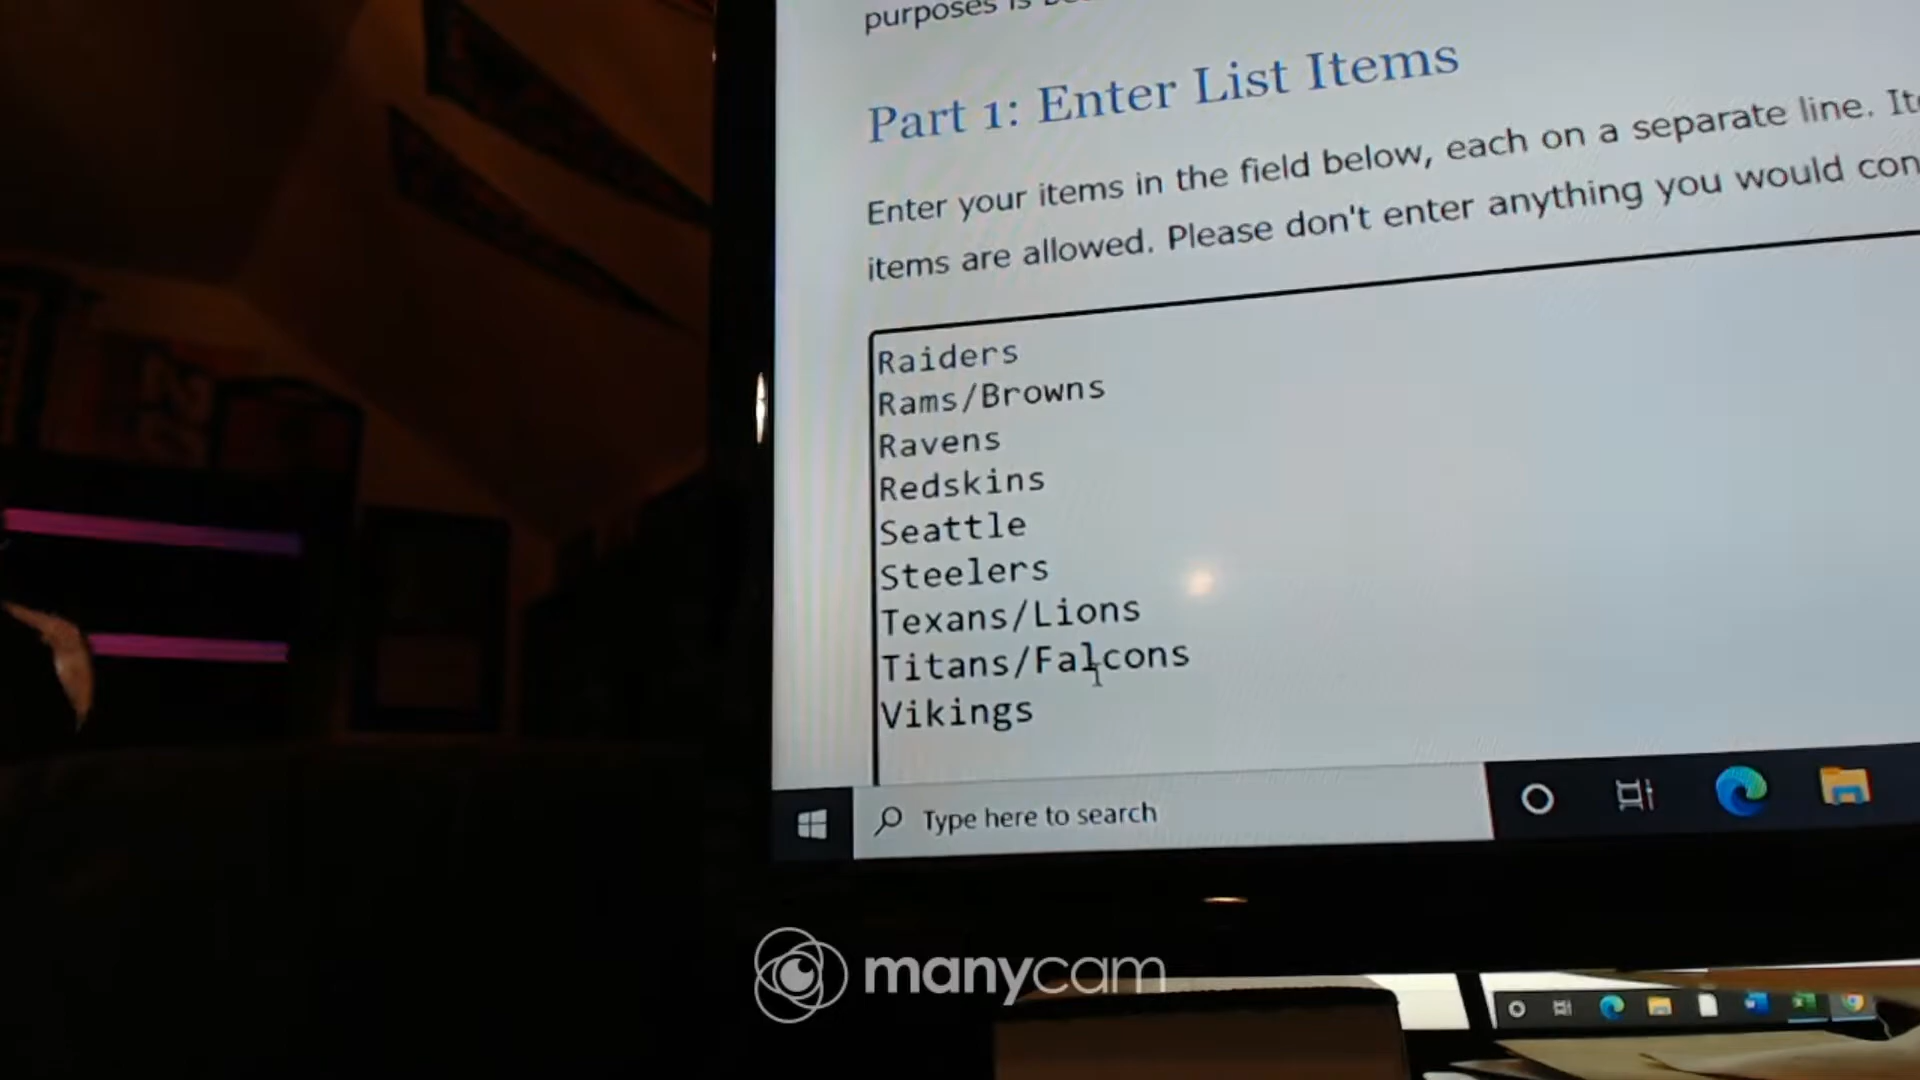 purposes is
Part 1: Enter List Items
Enter your items in the field below, each on a separate line.
items are allowed. Please don't enter anything you would
Raiders
Rams/Browns
Ravens
Redskins
Seattle
Steelers
Texans/Lions
Titans/Falcons
Vikings
Type here to search
manycam